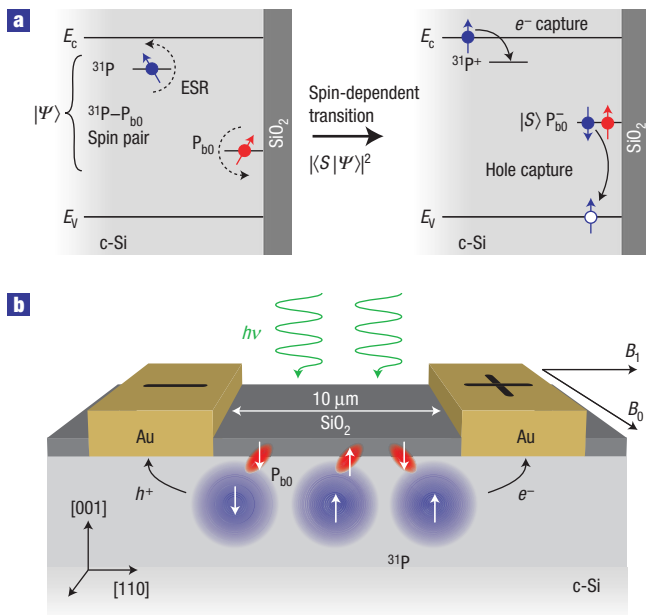 a
E_c
³¹P
ESR
|Ψ⟩
³¹P–P_b0
Spin pair
P_b0
E_V
c-Si
SiO₂
Spin-dependent
transition
|⟨S|Ψ⟩|²
E_c
e⁻ capture
³¹P⁺
|S⟩ P_b0⁻
Hole capture
E_V
c-Si
SiO₂
b
hν
–
+
B₁
B₀
10 μm
SiO₂
Au
Au
P_b0
h⁺
e⁻
[001]
[110]
³¹P
c-Si